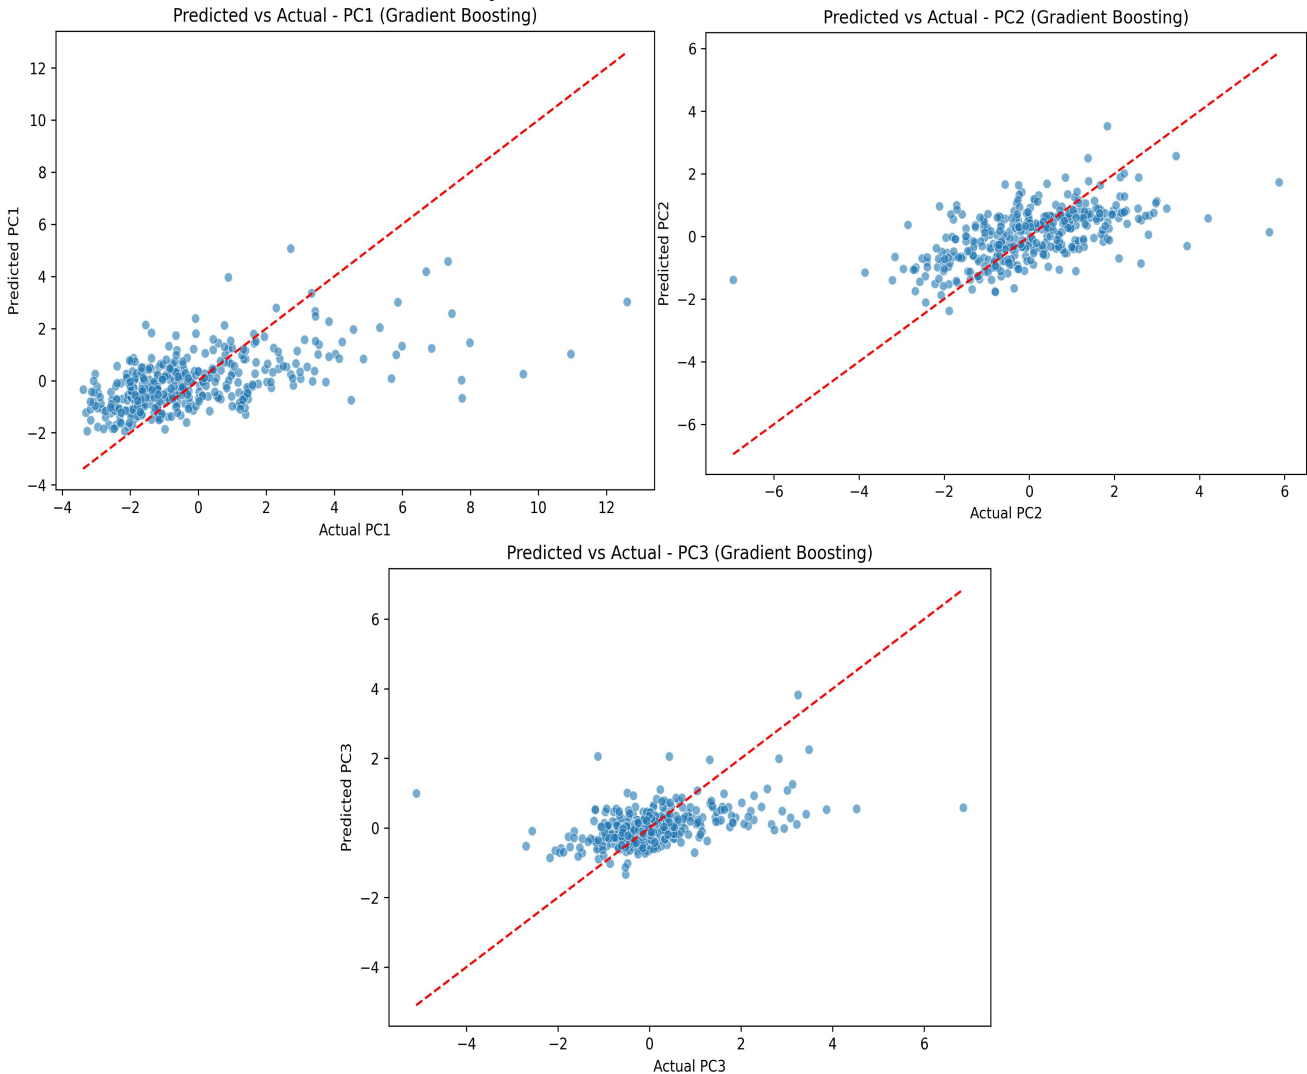 Predicted vs Actual - PC1 (Gradient Boosting)
12
10
8
6
4
2
0
−2
−4
Predicted PC1
−4 −2 0 2 4 6 8 10 12
Actual PC1
Predicted vs Actual - PC2 (Gradient Boosting)
6
4
2
0
−2
−4
−6
Predicted PC2
−6 −4 −2 0 2 4 6
Actual PC2
Predicted vs Actual - PC3 (Gradient Boosting)
6
4
2
0
−2
−4
Predicted PC3
−4 −2 0 2 4 6
Actual PC3